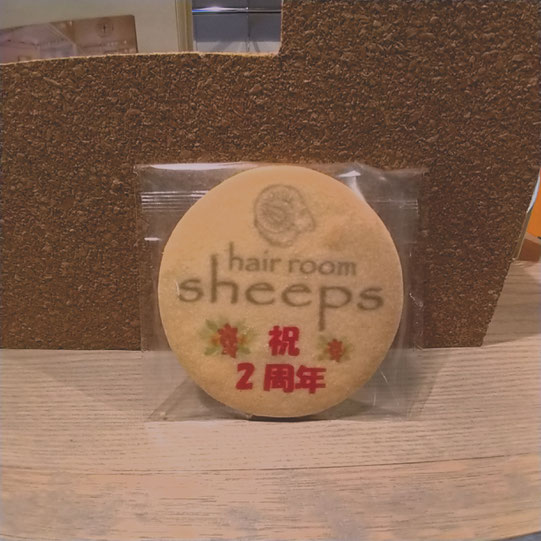 hair room
sheeps
祝
2周年